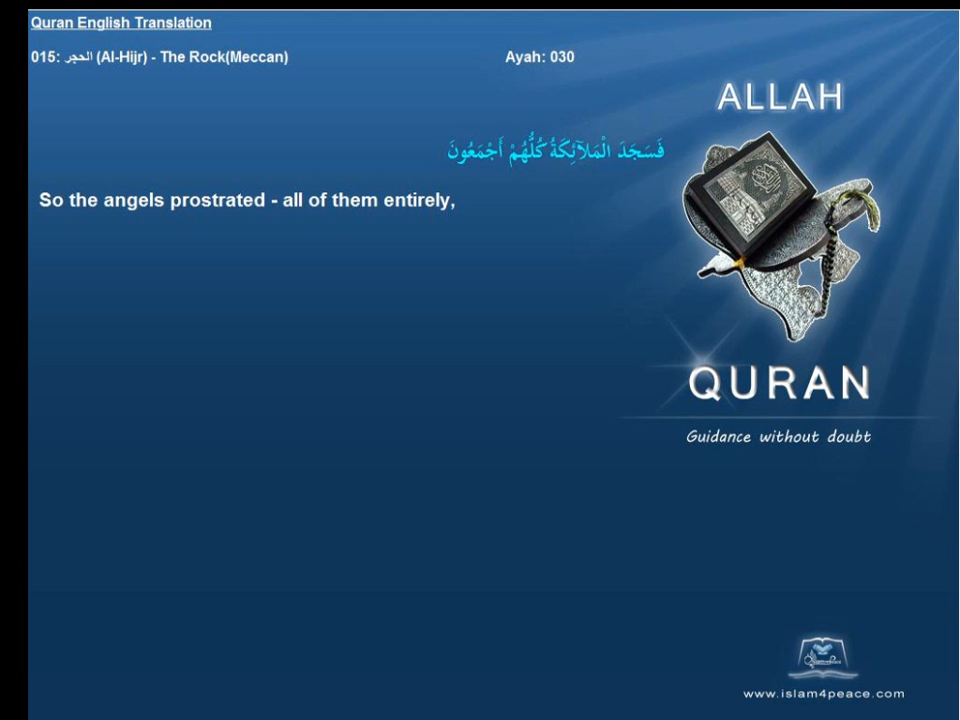 Quran English Translation
015: الحجر (Al-Hijr) - The Rock(Meccan) Ayah: 030
ALLAH
فَسَجَدَ الْمَلآئِكَةُ كُلُّهُمْ أَجْمَعُونَ
So the angels prostrated - all of them entirely,
QURAN
Guidance without doubt
www.islam4peace.com